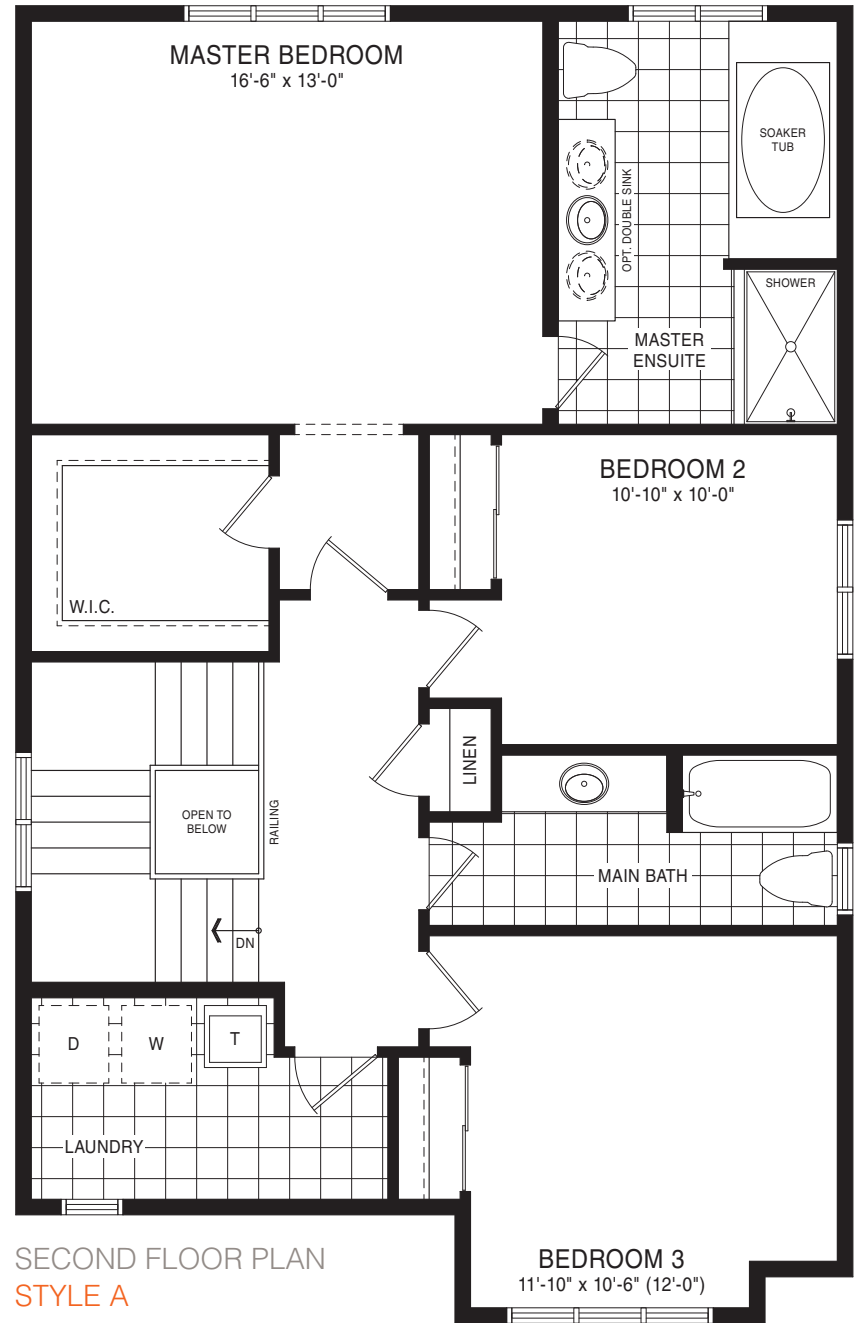 MASTER BEDROOM
16'-6" x 13'-0"
SOAKER
TUB
OPT. DOUBLE SINK
SHOWER
MASTER
ENSUITE
BEDROOM 2
10'-10" x 10'-0"
W.I.C.
LINEN
OPEN TO
BELOW
RAILING
MAIN BATH
DN
D
W
T
LAUNDRY
BEDROOM 3
11'-10" x 10'-6" (12'-0")
SECOND FLOOR PLAN
STYLE A